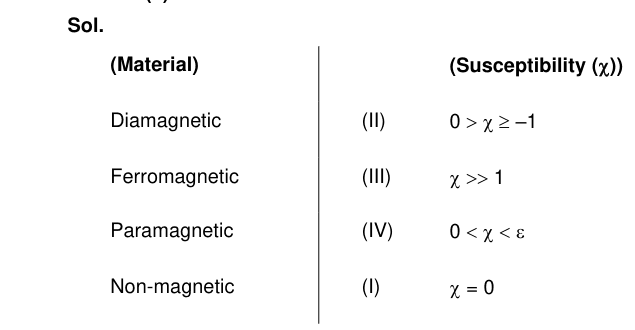 Sol.
(Material) (Susceptibility (χ))
Diamagnetic (II) 0 > χ ≥ –1
Ferromagnetic (III) χ >> 1
Paramagnetic (IV) 0 < χ < ε
Non-magnetic (I) χ = 0